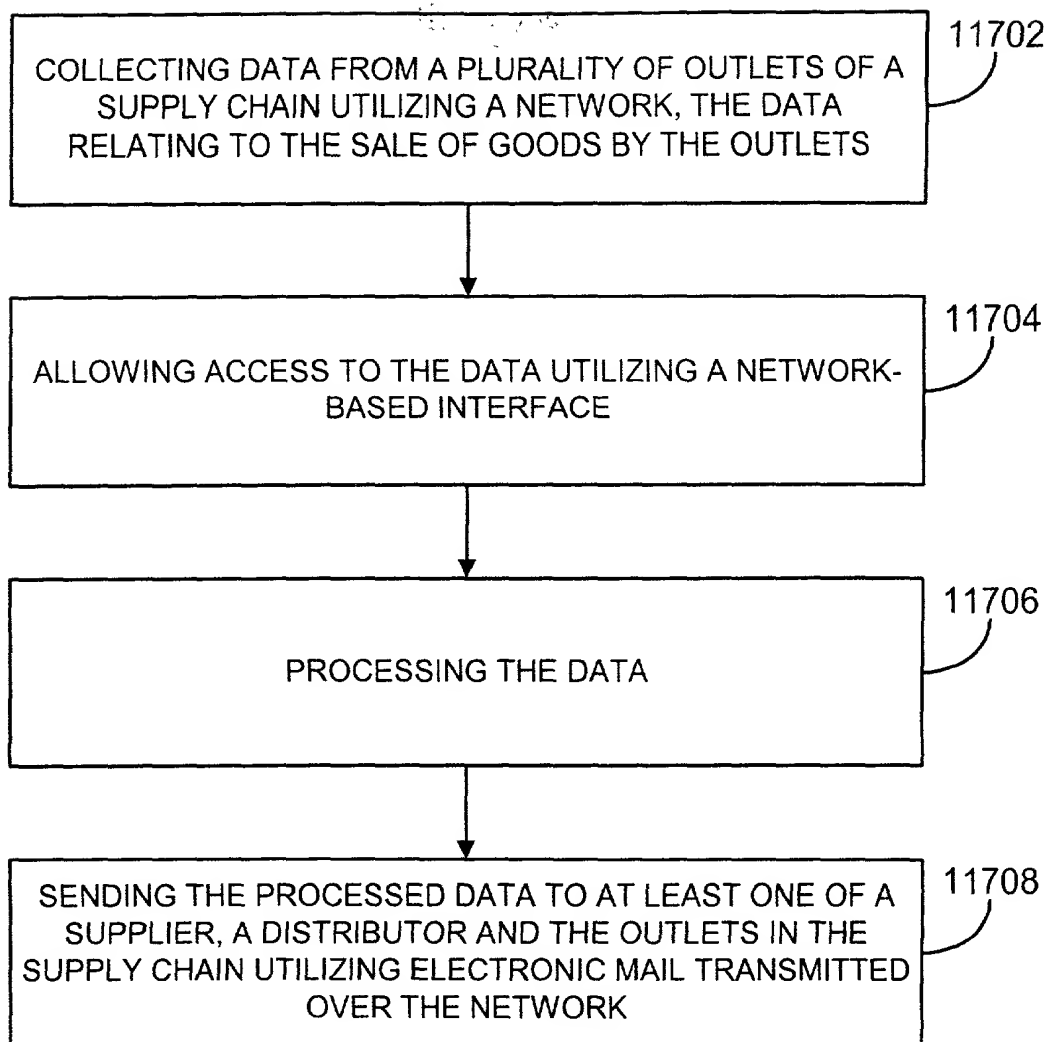 11702
COLLECTING DATA FROM A PLURALITY OF OUTLETS OF A
SUPPLY CHAIN UTILIZING A NETWORK, THE DATA
RELATING TO THE SALE OF GOODS BY THE OUTLETS
11704
ALLOWING ACCESS TO THE DATA UTILIZING A NETWORK-
BASED INTERFACE
11706
PROCESSING THE DATA
11708
SENDING THE PROCESSED DATA TO AT LEAST ONE OF A
SUPPLIER, A DISTRIBUTOR AND THE OUTLETS IN THE
SUPPLY CHAIN UTILIZING ELECTRONIC MAIL TRANSMITTED
OVER THE NETWORK